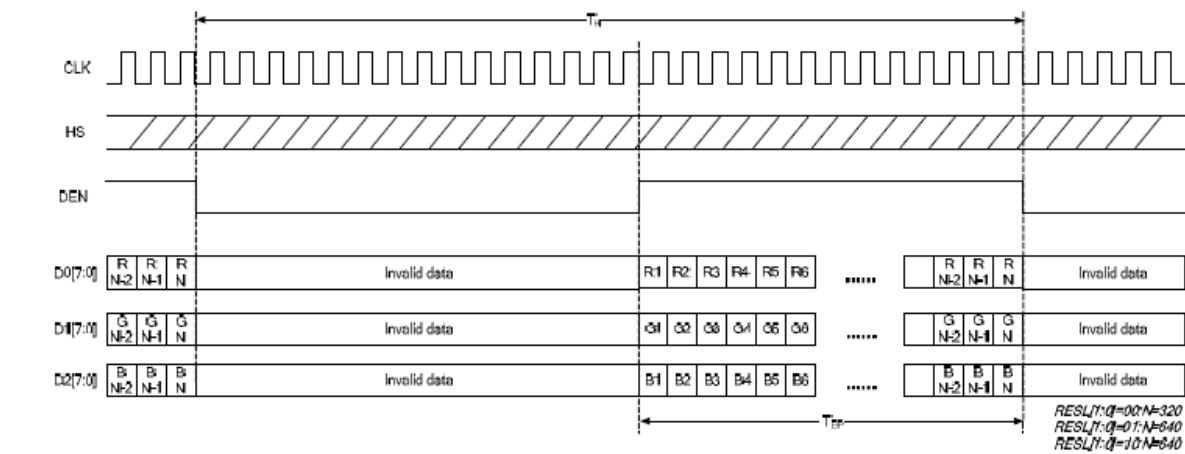 TH
CLK
HS
DEN
D0[7:0] R N-2 R N-1 R N Invalid data R1 R2 R3 R4 R5 R6 ...... R N-2 R N-1 R N Invalid data
D1[7:0] G N-2 G N-1 G N Invalid data G1 G2 G3 G4 G5 G6 ...... G N-2 G N-1 G N Invalid data
D2[7:0] B N-2 B N-1 B N Invalid data B1 B2 B3 B4 B5 B6 ...... B N-2 B N-1 B N Invalid data
TEP
RESL[1:0]=00:N=320
RESL[1:0]=01:N=640
RESL[1:0]=10:N=640